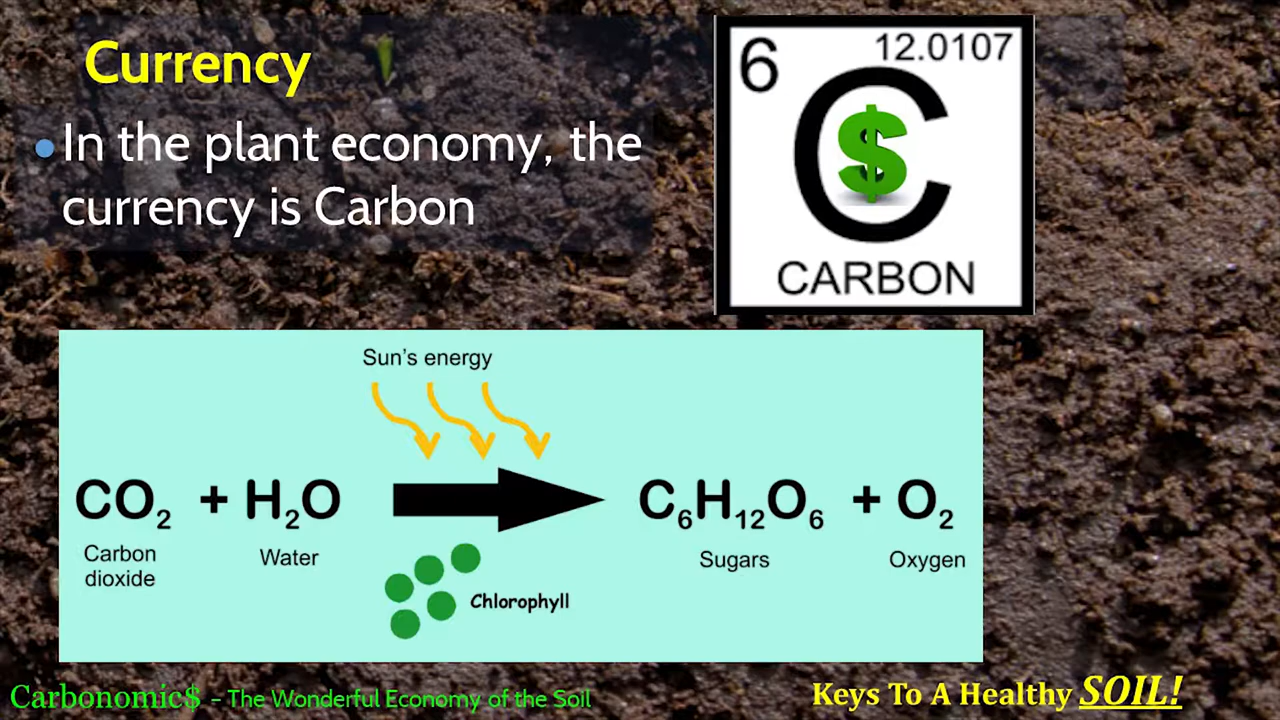 Currency
In the plant economy, the
currency is Carbon
6 12.0107
C
$
CARBON
Sun's energy
CO₂ + H₂O C₆H₁₂O₆ + O₂
Carbon
dioxide
Water
Sugars
Oxygen
Chlorophyll
Carbonomic$ – The Wonderful Economy of the Soil
Keys To A Healthy SOIL!